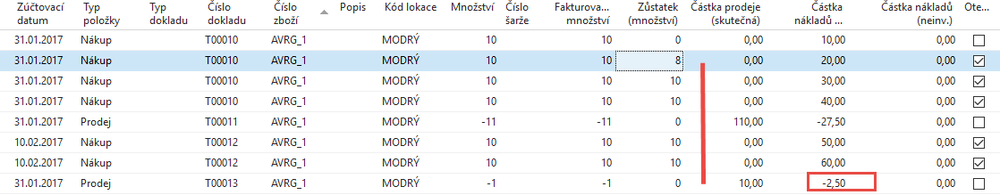 Zúčtovací datum Typ položky Typ dokladu Číslo dokladu Číslo zboží Popis Kód lokace Množství Číslo šarže Fakturova... množství Zůstatek (množství) Částka prodeje (skutečná) Částka nákladů ... Částka nákladů (neinv.) Ote...
31.01.2017 Nákup T00010 AVRG_1 MODRÝ 10 10 0 0,00 10,00 0,00
31.01.2017 Nákup T00010 AVRG_1 MODRÝ 10 10 8 0,00 20,00 0,00
31.01.2017 Nákup T00010 AVRG_1 MODRÝ 10 10 10 0,00 30,00 0,00
31.01.2017 Nákup T00010 AVRG_1 MODRÝ 10 10 10 0,00 40,00 0,00
31.01.2017 Prodej T00011 AVRG_1 MODRÝ -11 -11 0 110,00 -27,50 0,00
10.02.2017 Nákup T00012 AVRG_1 MODRÝ 10 10 10 0,00 50,00 0,00
10.02.2017 Nákup T00012 AVRG_1 MODRÝ 10 10 10 0,00 60,00 0,00
31.01.2017 Prodej T00013 AVRG_1 MODRÝ -1 -1 0 10,00 -2,50 0,00